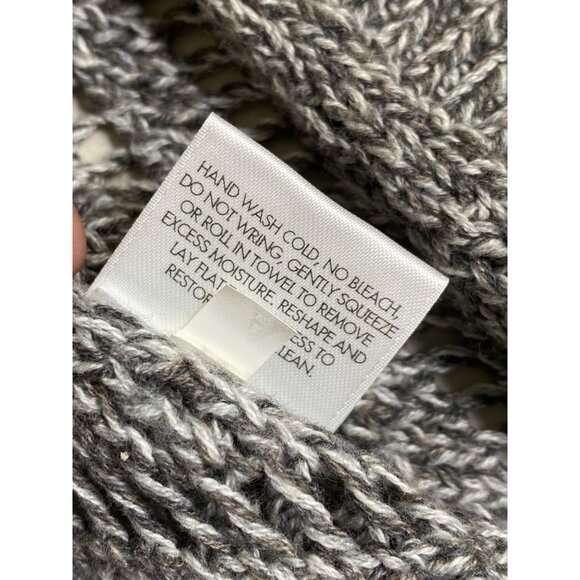 HAND WASH COLD, NO BLEACH,
DO NOT WRING, GENTLY SQUEEZE
OR ROLL IN TOWEL TO REMOVE
EXCESS MOISTURE. RESHAPE AND
LAY FLAT
TO